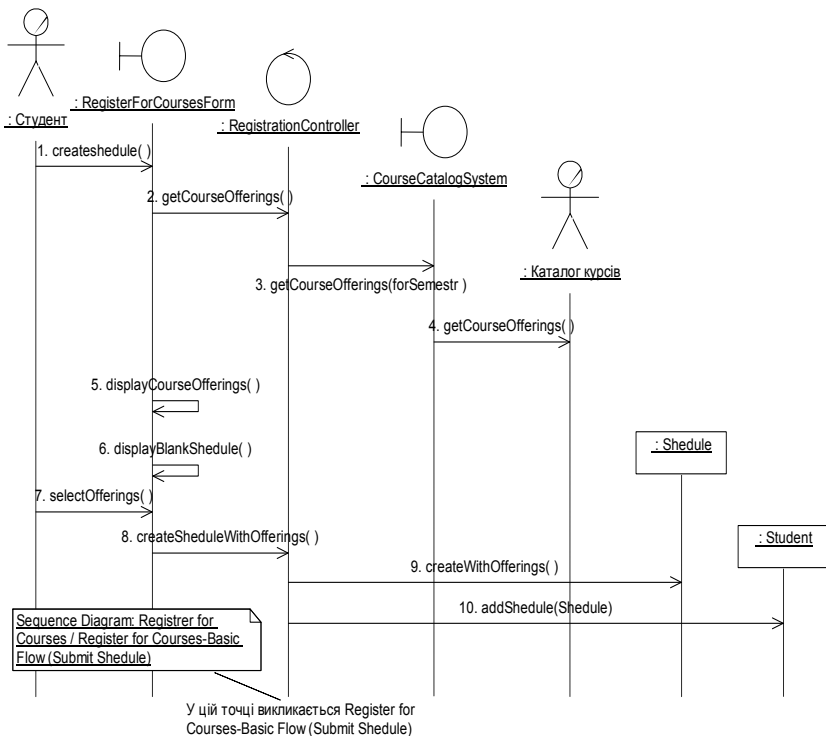 : Студент
: RegisterForCoursesForm
: RegistrationController
: CourseCatalogSystem
: Каталог курсів
1. createshedule( )
2. getCourseOfferings( )
3. getCourseOfferings(forSemestr )
4. getCourseOfferings( )
5. displayCourseOfferings( )
6. displayBlankShedule( )
: Shedule
7. selectOfferings( )
8. createSheduleWithOfferings( )
: Student
9. createWithOfferings( )
10. addShedule(Shedule)
Sequence Diagram: Registrer for
Courses / Register for Courses-Basic
Flow (Submit Shedule)
У цій точці викликається Register for
Courses-Basic Flow (Submit Shedule)